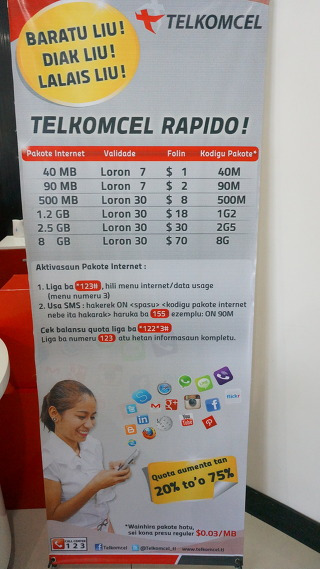 BARATU LIU!
DIAK LIU!
LALAIS LIU!
TELKOMCEL
TELKOMCEL RAPIDO!
Pakote Internet Validade Folin Kodigu Pakote*
40 MB Loron 7 $ 1 40M
90 MB Loron 7 $ 2 90M
500 MB Loron 30 $ 8 500M
1.2 GB Loron 30 $ 18 1G2
2.5 GB Loron 30 $ 30 2G5
8 GB Loron 30 $ 70 8G
Aktivasaun Pakote Internet :
1. Liga ba *123#, hili menu internet/data usage
(menu numeru 3)
2. Usa SMS : hakerek ON <spasu> <kodigu pakote internet
nebe ita hakarak> haruka ba 155 ezemplu: ON 90M
Cek balansu quota liga ba *122*3#
Liga ba numeru 123 atu hetan informasaun kompletu.
flickr
You Tube
Quota aumenta tan
20% to'o 75%
*Wainhira pakote hotu,
sei kona presu reguler $0.03/MB
CALL CENTER
123
Telkomcel @Telkomcel_tl www.telkomcel.tl